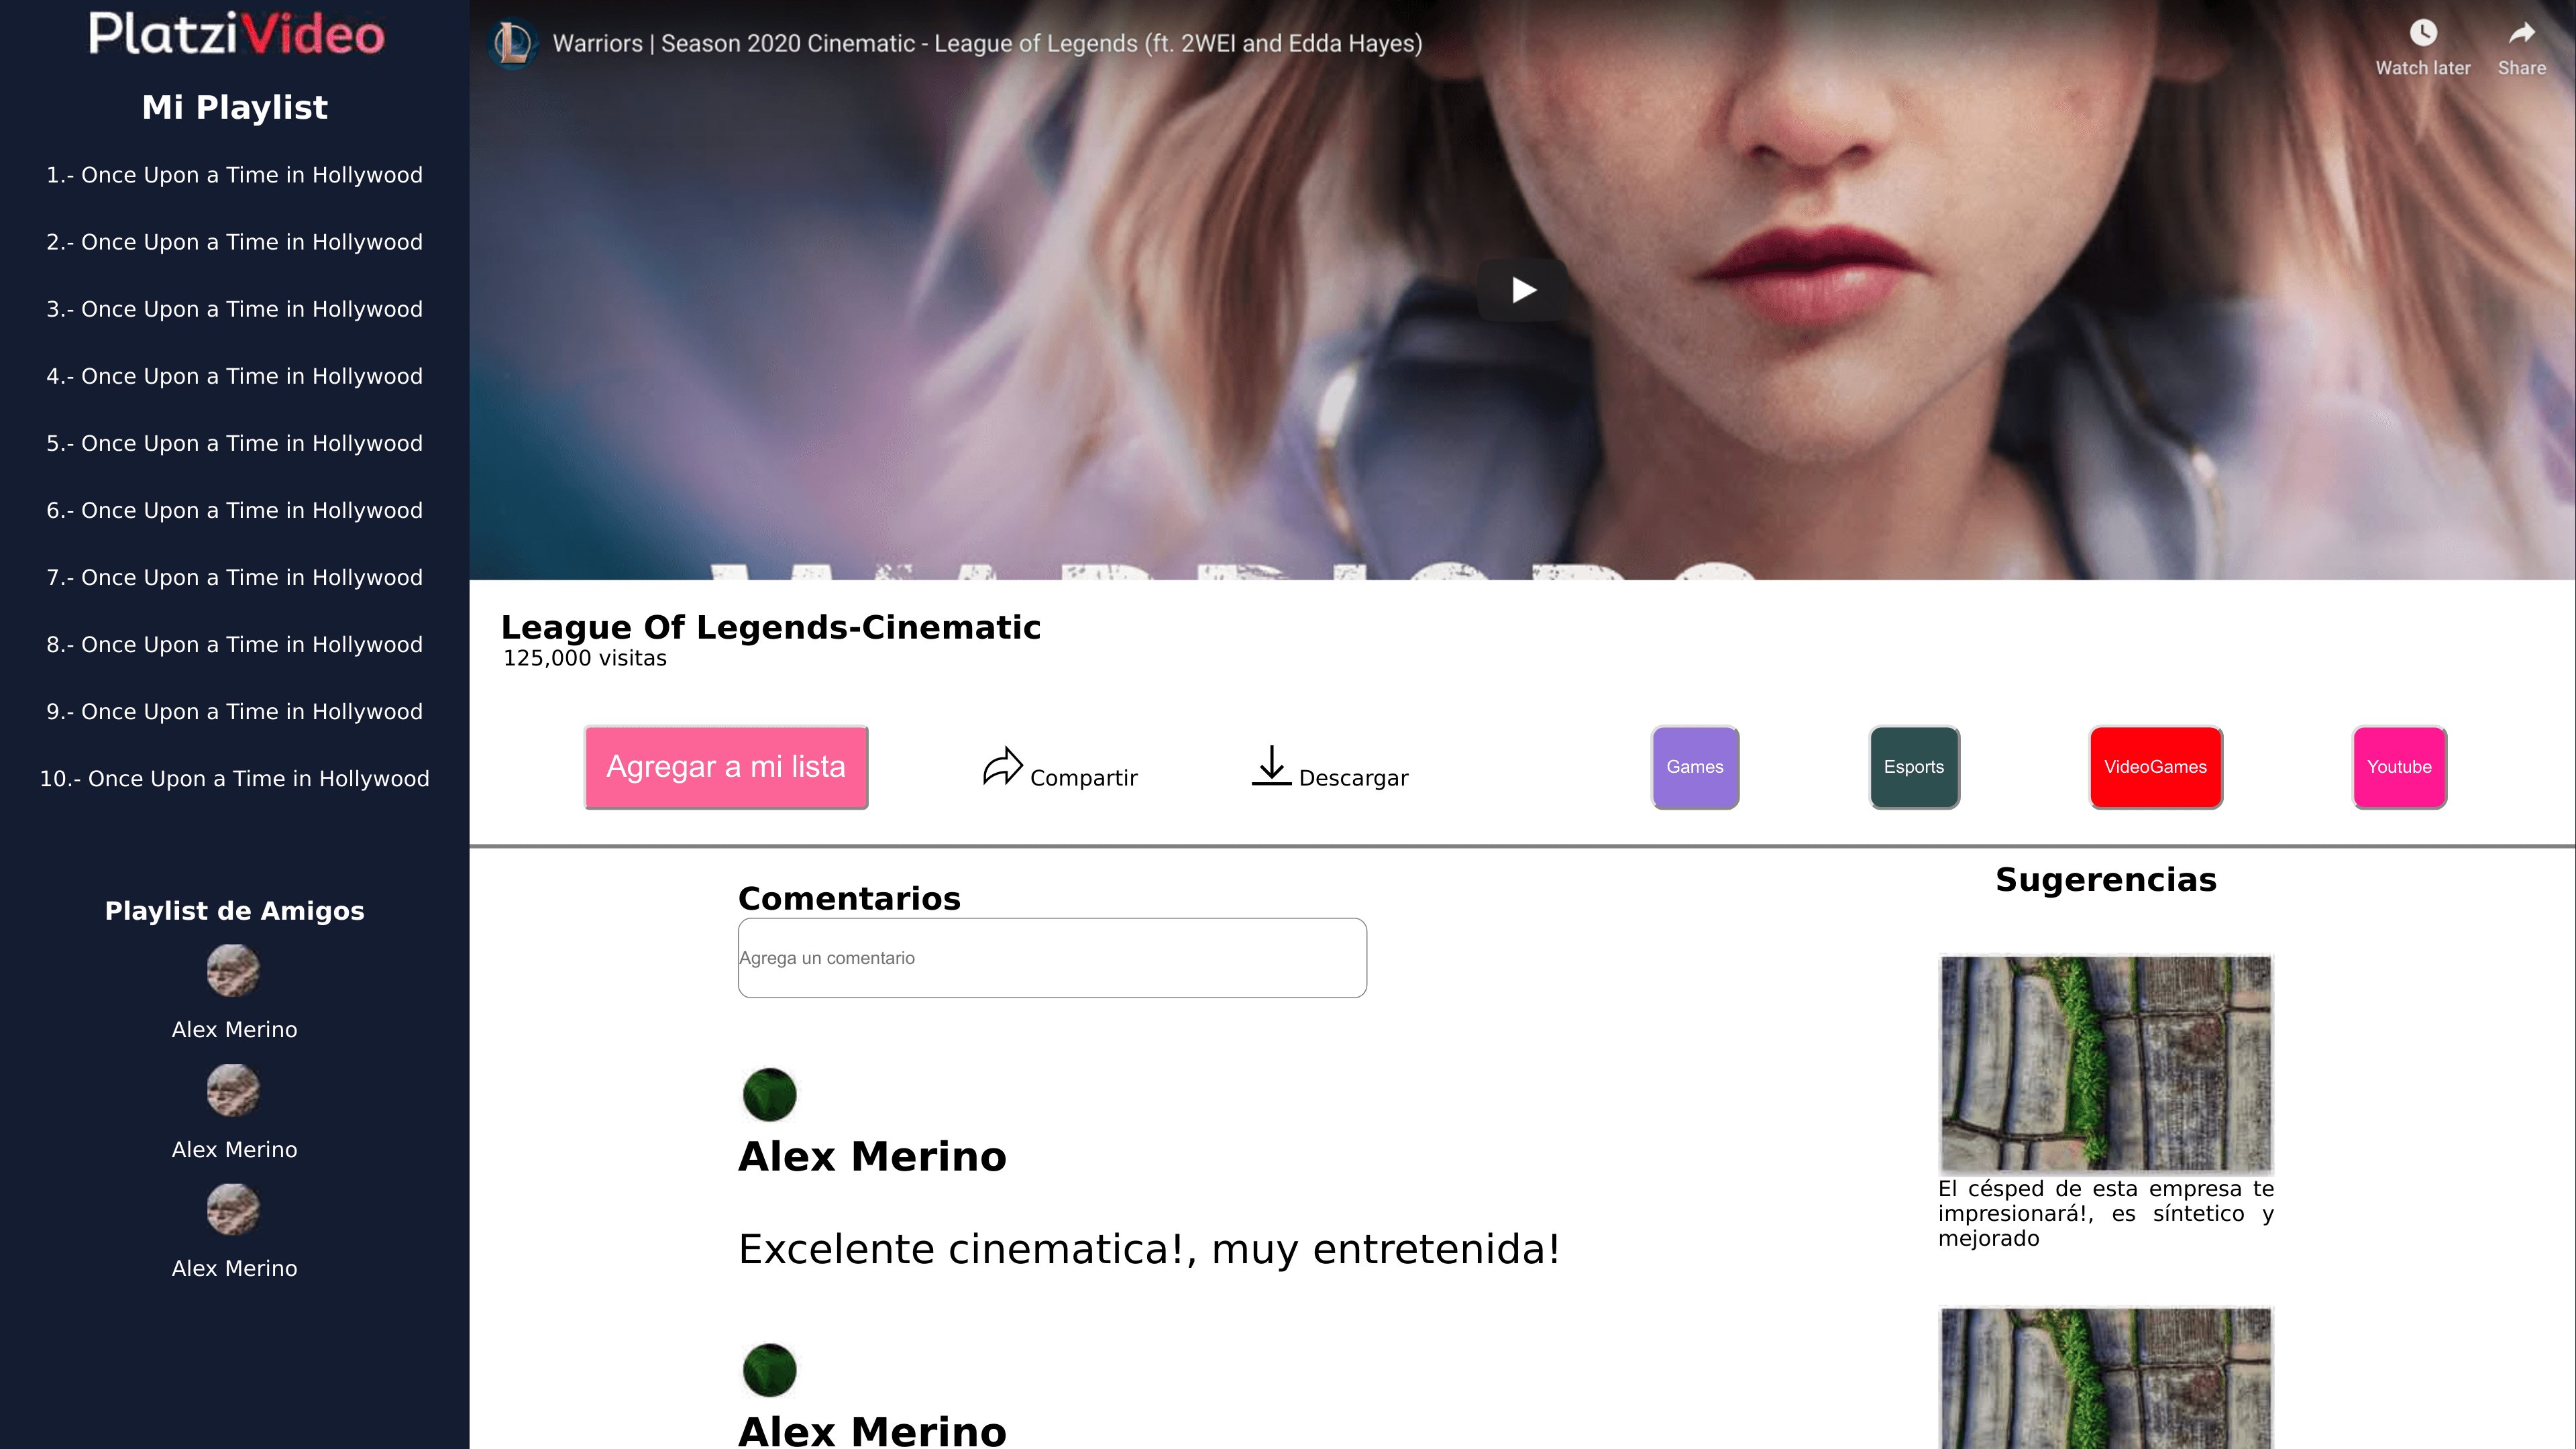 PlatziVideo
Mi Playlist
1.- Once Upon a Time in Hollywood
2.- Once Upon a Time in Hollywood
3.- Once Upon a Time in Hollywood
4.- Once Upon a Time in Hollywood
5.- Once Upon a Time in Hollywood
6.- Once Upon a Time in Hollywood
7.- Once Upon a Time in Hollywood
8.- Once Upon a Time in Hollywood
9.- Once Upon a Time in Hollywood
10.- Once Upon a Time in Hollywood
Playlist de Amigos
Alex Merino
Alex Merino
Alex Merino
Warriors | Season 2020 Cinematic - League of Legends (ft. 2WEI and Edda Hayes)
Watch later
Share
League Of Legends-Cinematic
125,000 visitas
Agregar a mi lista
Compartir
Descargar
Games
Esports
VideoGames
Youtube
Comentarios
Agrega un comentario
Alex Merino
Excelente cinematica!, muy entretenida!
Alex Merino
Sugerencias
El césped de esta empresa te
impresionará!, es síntetico y
mejorado